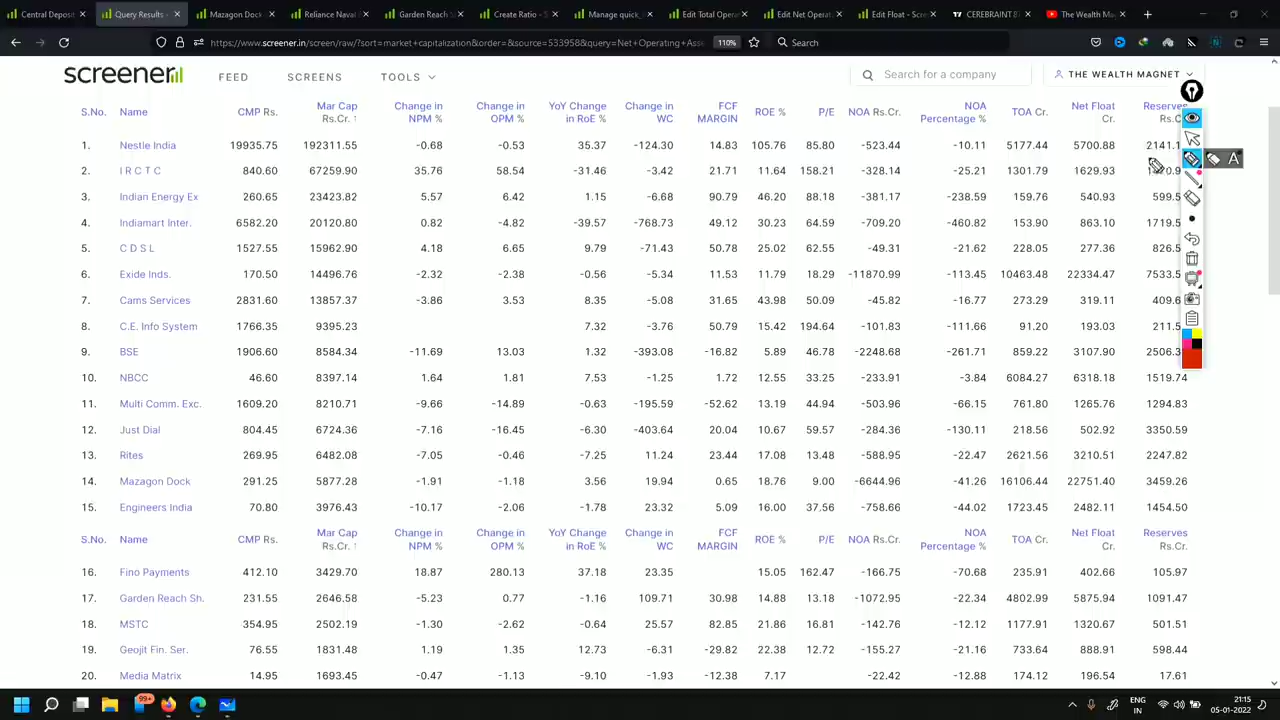 Central Depos
Query Results -
Mazagon Dock
Reliance Nava
Garden Reach S
Create Ratio - S
Manage quick_
Edit Total Opera
Edit Net Operat
Edit Float - Scre
CEREBRAINT
The Wealth Ma
https://www.screener.in/screen/raw/?sort=market+capitalization&order=&source=533958&query=Net+Operating+Asse
110%
Search
screener
FEED SCREENS TOOLS
Search for a company
THE WEALTH MAGNET
S.No. Name CMP Rs. Mar Cap Rs.Cr. ↑ Change in NPM % Change in OPM % YoY Change in RoE % Change in WC FCF MARGIN ROE % P/E NOA Rs.Cr. NOA Percentage % TOA Cr. Net Float Cr. Reserves Rs.C
1. Nestle India 19935.75 192311.55 -0.68 -0.53 35.37 -124.30 14.83 105.76 85.80 -523.44 -10.11 5177.44 5700.88 2141.1
2. I R C T C 840.60 67259.90 35.76 58.54 -31.46 -3.42 21.71 11.64 158.21 -328.14 -25.21 1301.79 1629.93
3. Indian Energy Ex 260.65 23423.82 5.57 6.42 1.15 -6.68 90.79 46.20 88.18 -381.17 -238.59 159.76 540.93 599.5
4. Indiamart Inter. 6582.20 20120.80 0.82 -4.82 -39.57 -768.73 49.12 30.23 64.59 -709.20 -460.82 153.90 863.10 1719.5
5. C D S L 1527.55 15962.90 4.18 6.65 9.79 -71.43 50.78 25.02 62.55 -49.31 -21.62 228.05 277.36 826.5
6. Exide Inds. 170.50 14496.76 -2.32 -2.38 -0.56 -5.34 11.53 11.79 18.29 -11870.99 -113.45 10463.48 22334.47 7533.5
7. Cams Services 2831.60 13857.37 -3.86 3.53 8.35 -5.08 31.65 43.98 50.09 -45.82 -16.77 273.29 319.11 409.6
8. C.E. Info System 1766.35 9395.23 7.32 -3.76 50.79 15.42 194.64 -101.83 -111.66 91.20 193.03 211.5
9. BSE 1906.60 8584.34 -11.69 13.03 1.32 -393.08 -16.82 5.89 46.78 -2248.68 -261.71 859.22 3107.90 2506.3
10. NBCC 46.60 8397.14 1.64 1.81 7.53 -1.25 1.72 12.55 33.25 -233.91 -3.84 6084.27 6318.18 1519.74
11. Multi Comm. Exc. 1609.20 8210.71 -9.66 -14.89 -0.63 -195.59 -52.62 13.19 44.94 -503.96 -66.15 761.80 1265.76 1294.83
12. Just Dial 804.45 6724.36 -7.16 -16.45 -6.30 -403.64 20.04 10.67 59.57 -284.36 -130.11 218.56 502.92 3350.59
13. Rites 269.95 6482.08 -7.05 -0.46 -7.25 11.24 23.44 17.08 13.48 -588.95 -22.47 2621.56 3210.51 2247.82
14. Mazagon Dock 291.25 5877.28 -1.91 -1.18 3.56 19.94 0.65 18.76 9.00 -6644.96 -41.26 16106.44 22751.40 3459.26
15. Engineers India 70.80 3976.43 -10.17 -2.06 -1.78 23.32 5.09 16.00 37.56 -758.66 -44.02 1723.45 2482.11 1454.50
S.No. Name CMP Rs. Mar Cap Rs.Cr. ↑ Change in NPM % Change in OPM % YoY Change in RoE % Change in WC FCF MARGIN ROE % P/E NOA Rs.Cr. NOA Percentage % TOA Cr. Net Float Cr. Reserves Rs.Cr.
16. Fino Payments 412.10 3429.70 18.87 280.13 37.18 23.35 15.05 162.47 -166.75 -70.68 235.91 402.66 105.97
17. Garden Reach Sh. 231.55 2646.58 -5.23 0.77 -1.16 109.71 30.98 14.88 13.18 -1072.95 -22.34 4802.99 5875.94 1091.47
18. MSTC 354.95 2502.19 -1.30 -2.62 -0.64 25.57 82.85 21.86 16.81 -142.76 -12.12 1177.91 1320.67 501.51
19. Geojit Fin. Ser. 76.55 1831.48 1.19 1.35 12.73 -6.31 -29.82 22.38 12.72 -155.27 -21.16 733.64 888.91 598.44
20. Media Matrix 14.95 1693.45 -0.47 -1.13 -9.10 -1.93 -12.38 7.17 -22.42 -12.88 174.12 196.54 17.61
A
99+
ENG
IN
21:15
05-01-2022